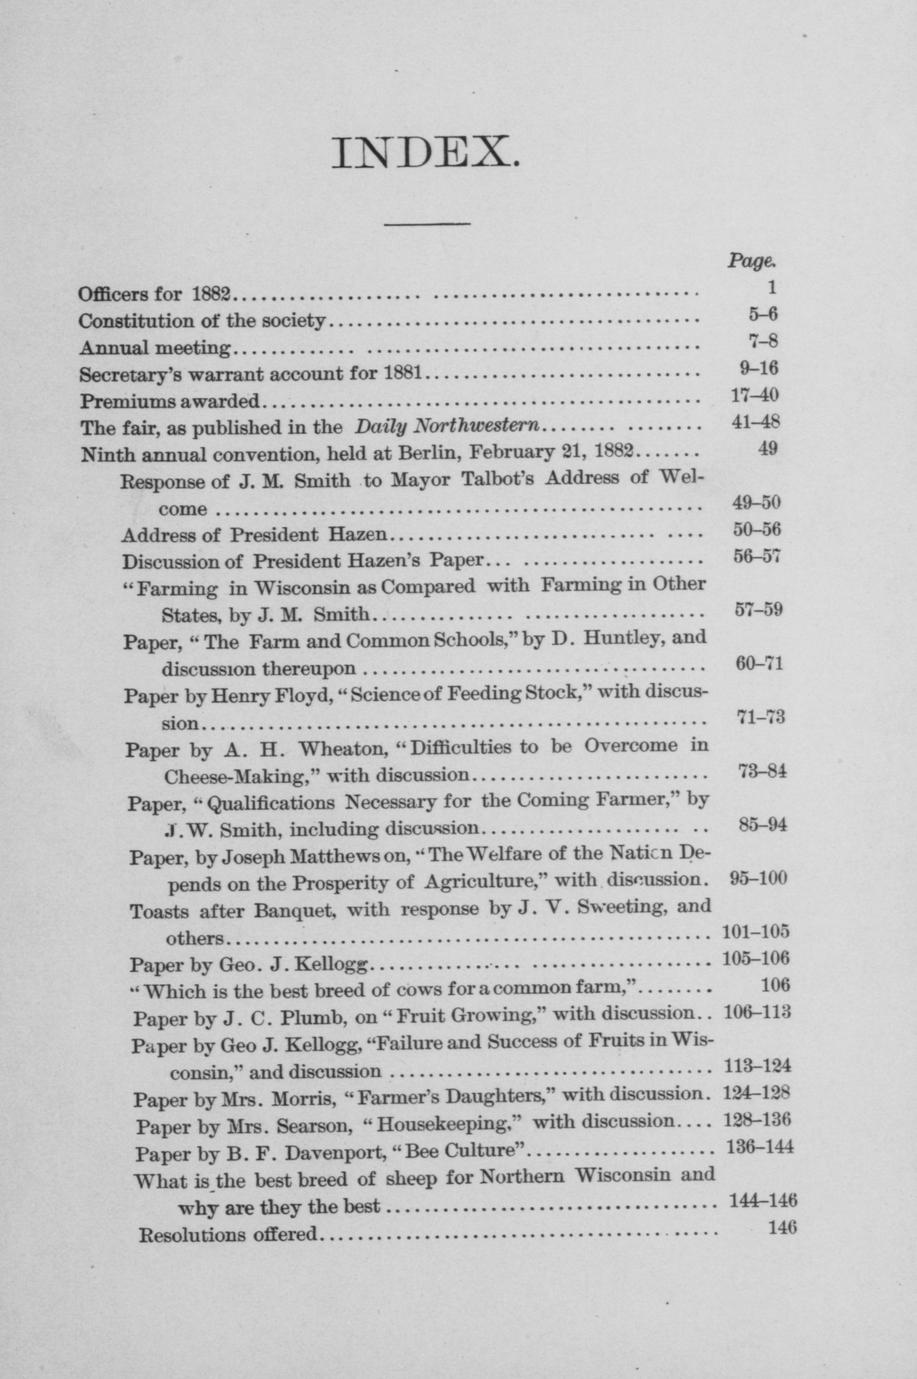 INDEX.
Page.
Officers for 1882.................... ............................ 1
Constitution of the society....................................... 5–6
Annual meeting............. ................................... 7–8
Secretary's warrant account for 1881............................. 9–16
Premiums awarded.............................................. 17–40
The fair, as published in the Daily Northwestern........ ........ 41–48
Ninth annual convention, held at Berlin, February 21, 1882....... 49
Response of J. M. Smith to Mayor Talbot's Address of Wel-
come ................................................... 49–50
Address of President Hazen............................ .... 50–56
Discussion of President Hazen's Paper... ................... 56–57
“Farming in Wisconsin as Compared with Farming in Other
States, by J. M. Smith............... ................... 57–59
Paper, “ The Farm and Common Schools,” by D. Huntley, and
discussion thereupon .................................... 60–71
Paper by Henry Floyd, “ Science of Feeding Stock,” with discus-
sion..................................................... 71–73
Paper by A. H. Wheaton, “ Difficulties to be Overcome in
Cheese-Making,” with discussion......................... 73–84
Paper, “ Qualifications Necessary for the Coming Farmer,” by
J. W. Smith, including discussion..................... .. 85–94
Paper, by Joseph Matthews on, “ The Welfare of the Nation De-
pends on the Prosperity of Agriculture,” with discussion. 95–100
Toasts after Banquet, with response by J. V. Sweeting, and
others................................................... 101–105
Paper by Geo. J. Kellogg................ ................... 105–106
“ Which is the best breed of cows for a common farm,”........ 106
Paper by J. C. Plumb, on “ Fruit Growing,” with discussion.. 106–113
Paper by Geo J. Kellogg, “Failure and Success of Fruits in Wis-
consin,” and discussion .................................. 113–124
Paper by Mrs. Morris, “ Farmer's Daughters,” with discussion. 124–128
Paper by Mrs. Searson, “ Housekeeping,” with discussion.... 128–136
Paper by B. F. Davenport, “ Bee Culture”.................... 136–144
What is the best breed of sheep for Northern Wisconsin and
why are they the best ................................... 144–146
Resolutions offered.......................................... 146